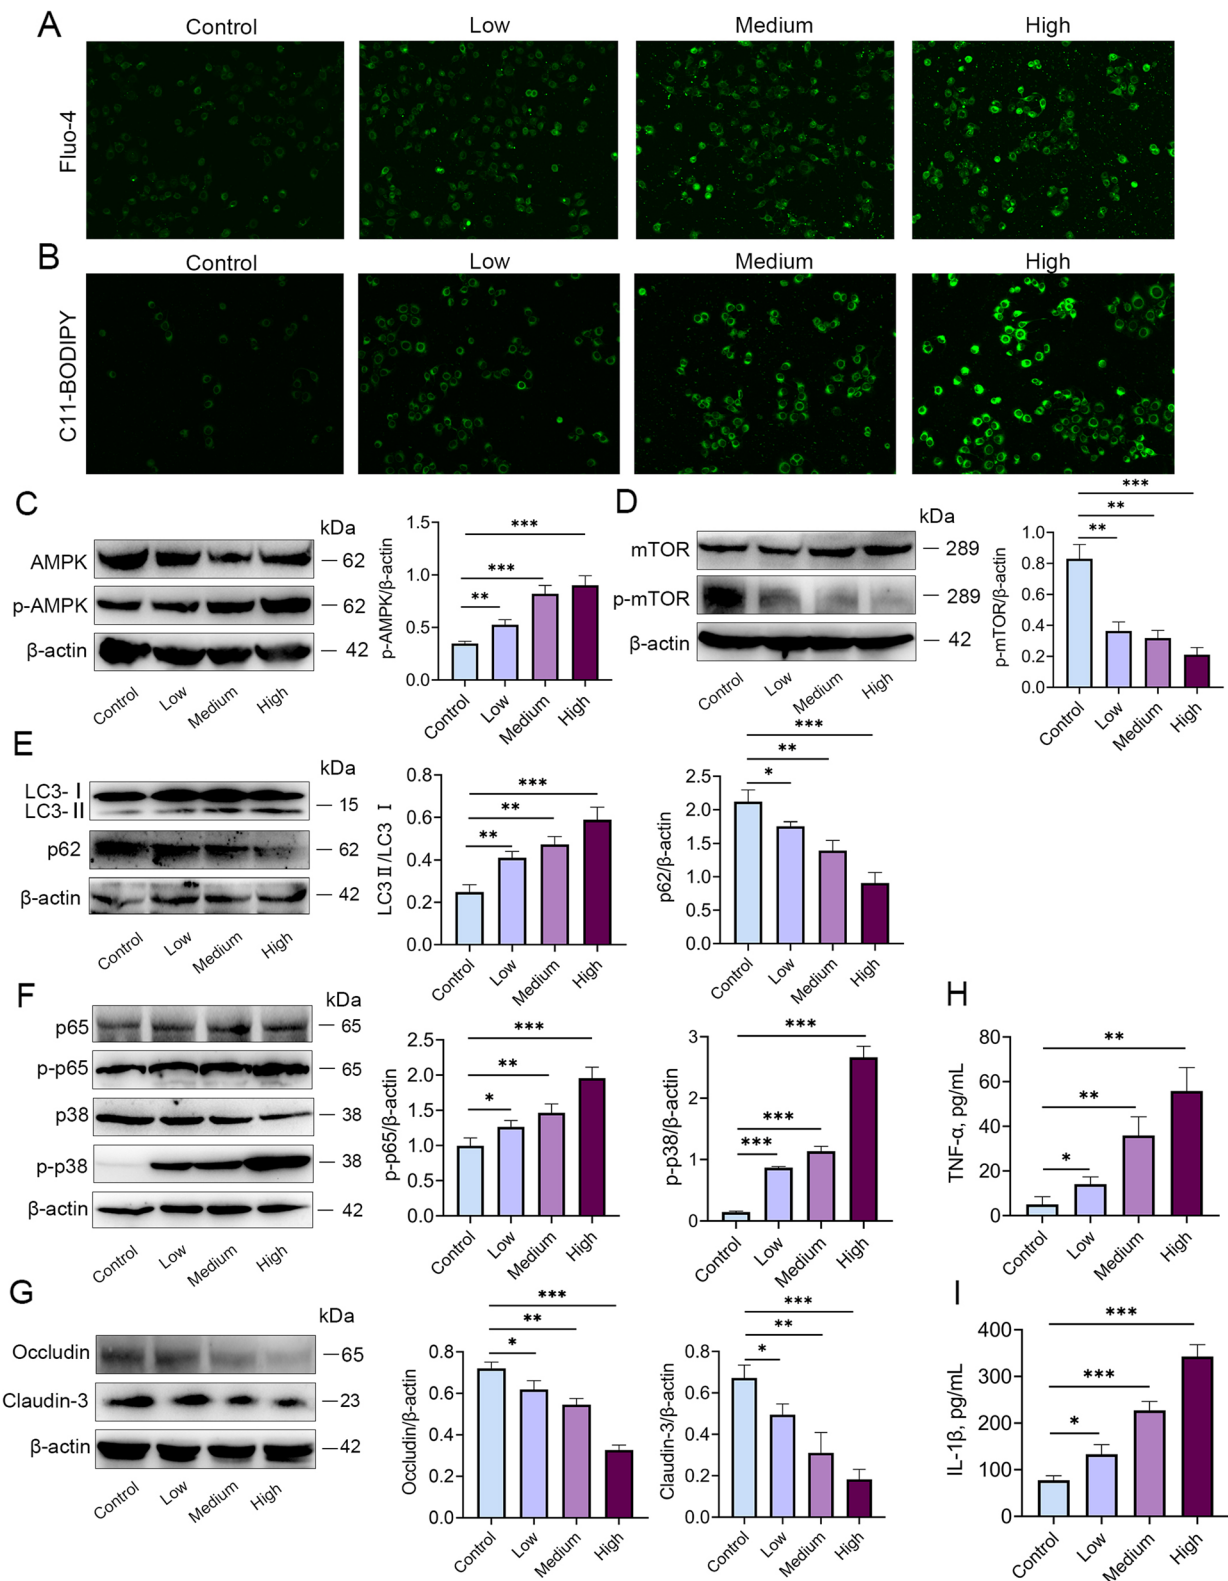 A
Control Low Medium High
Fluo-4
B
Control Low Medium High
C11-BODIPY
C
kDa
AMPK 62
p-AMPK 62
β-actin 42
Control Low Medium High
p-AMPK/β-actin
1.5
1.0
0.5
0.0
** *** ***
Control Low Medium High
D
kDa
mTOR 289
p-mTOR 289
β-actin 42
Control Low Medium High
p-mTOR/β-actin
1.0
0.8
0.6
0.4
0.2
0.0
***
**
**
Control Low Medium High
E
kDa
LC3-Ⅰ
LC3-Ⅱ 15
p62 62
β-actin 42
Control Low Medium High
LC3Ⅱ/LC3 Ⅰ
0.8
0.6
0.4
0.2
0.0
***
**
**
Control Low Medium High
p62/β-actin
2.5
2.0
1.5
1.0
0.5
0.0
***
**
*
Control Low Medium High
F
kDa
p65 65
p-p65 65
p38 38
p-p38 38
β-actin 42
Control Low Medium High
p-p65/β-actin
2.5
2.0
1.5
1.0
0.5
0.0
***
**
*
Control Low Medium High
p-p38/β-actin
3
2
1
0
***
***
***
Control Low Medium High
H
TNF-α, pg/mL
80
60
40
20
0
**
**
*
Control Low Medium High
G
kDa
Occludin 65
Claudin-3 23
β-actin 42
Control Low Medium High
Occludin/β-actin
0.8
0.6
0.4
0.2
0.0
***
**
*
Control Low Medium High
Claudin-3/β-actin
0.8
0.6
0.4
0.2
0.0
***
**
*
Control Low Medium High
I
IL-1β, pg/mL
400
300
200
100
0
***
***
*
Control Low Medium High